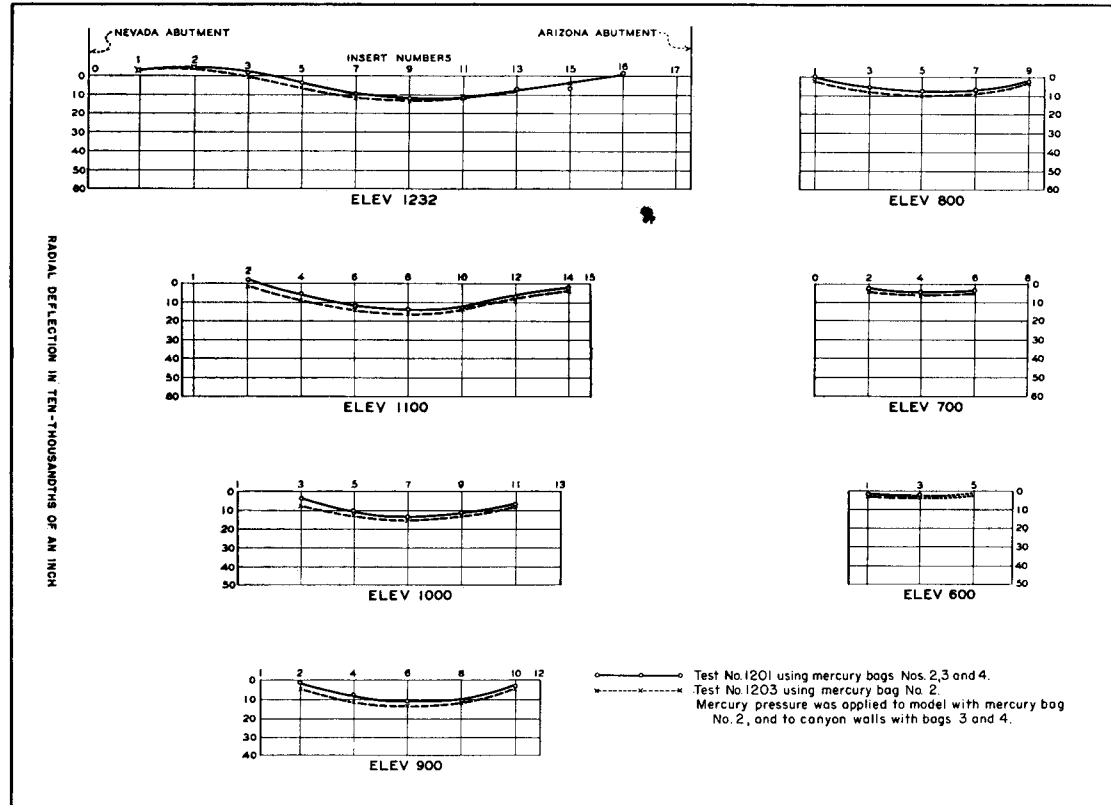 NEVADA ABUTMENT
ARIZONA ABUTMENT
INSERT NUMBERS
0 1 2 3 5 7 9 11 13 15 16 17
0
10
20
30
40
50
60
ELEV 1232
1 3 5 7 9
0
10
20
30
40
50
60
ELEV 800
RADIAL DEFLECTION IN TEN-THOUSANDTHS OF AN INCH
1 2 4 6 8 10 12 14 15
0
10
20
30
40
50
60
ELEV 1100
0 2 4 6 8
0
10
20
30
40
50
60
ELEV 700
1 3 5 7 9 11 13
0
10
20
30
40
50
ELEV 1000
1 3 5
0
10
20
30
40
50
ELEV 600
1 2 4 6 8 10 12
0
10
20
30
40
ELEV 900
Test No. 1201 using mercury bags Nos. 2, 3 and 4.
Test No. 1203 using mercury bag No. 2.
Mercury pressure was applied to model with mercury bag
No. 2, and to canyon walls with bags 3 and 4.